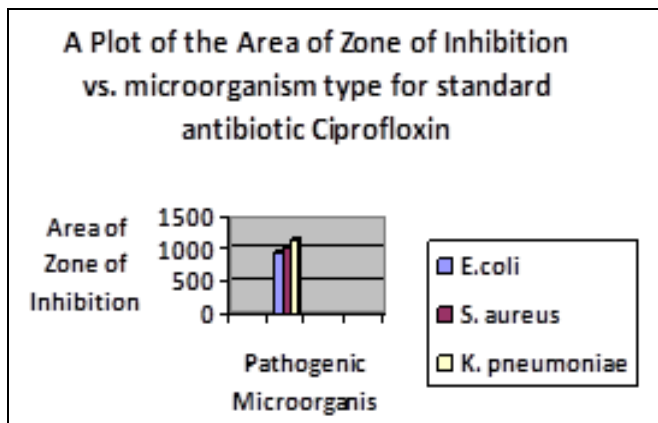 A Plot of the Area of Zone of Inhibition
vs. microorganism type for standard
antibiotic Ciprofloxin
Area of
Zone of
Inhibition
1500
1000
500
0
Pathogenic
Microorganis
E.coli
S. aureus
K. pneumoniae